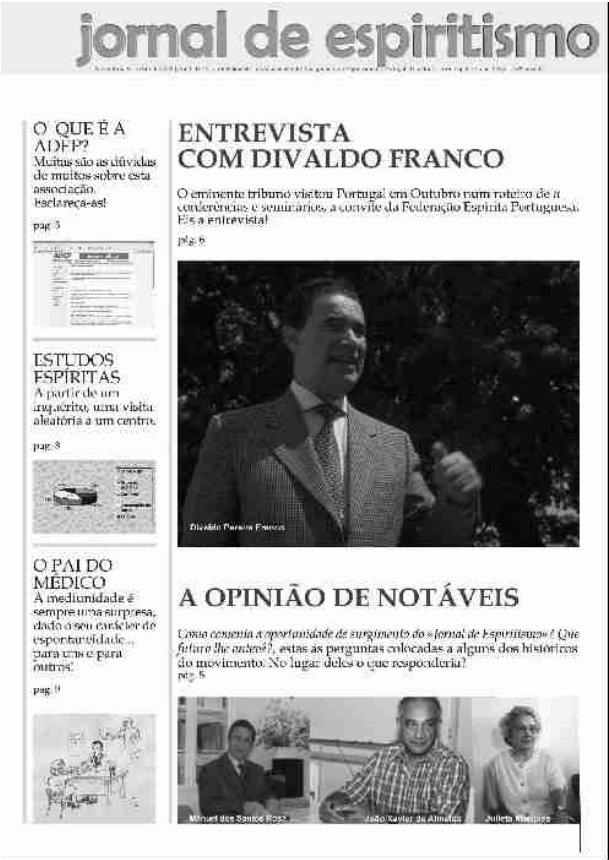 jornal de espiritismo
O QUE É A
ADEP?
Muitas são as dúvidas
de muitos sobre esta
associação.
Esclareça-as!
pág. 3
ESTUDOS
ESPÍRITAS
A partir de um
inquérito, uma visita
aleatória a um centro.
pág. 8
O PAI DO
MÉDICO
A mediunidade é
sempre uma surpresa,
dado o seu carácter de
espontaneidade...
para uns e para
outros!
pág. 9
ENTREVISTA
COM DIVALDO FRANCO
O eminente tribuno visitou Portugal em Outubro num roteiro de
conferências e seminários, a convite da Federação Espírita Portuguesa.
Eis a entrevista!
pág. 6
Divaldo Pereira Franco
A OPINIÃO DE NOTÁVEIS
Como comenta a oportunidade de surgimento do «Jornal de Espiritismo»? Que
futuro lhe antevê?, estas as perguntas colocadas a alguns dos históricos
do movimento. No lugar deles o que responderia?
pág. 5
Manuel dos Santos Rosa
João Xavier de Almeida
Julieta Marques